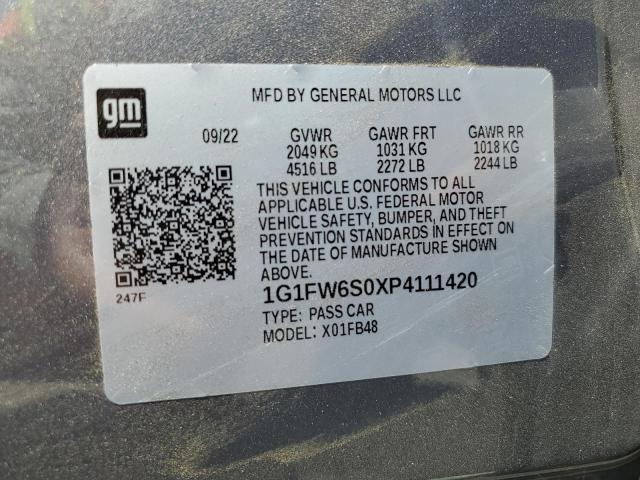 gm
MFD BY GENERAL MOTORS LLC
09/22 GVWR GAWR FRT GAWR RR
2049 KG 1031 KG 1018 KG
4516 LB 2272 LB 2244 LB
THIS VEHICLE CONFORMS TO ALL
APPLICABLE U.S. FEDERAL MOTOR
VEHICLE SAFETY, BUMPER, AND THEFT
PREVENTION STANDARDS IN EFFECT ON
THE DATE OF MANUFACTURE SHOWN
ABOVE.
247F
1G1FW6S0XP4111420
TYPE: PASS CAR
MODEL: X01FB48